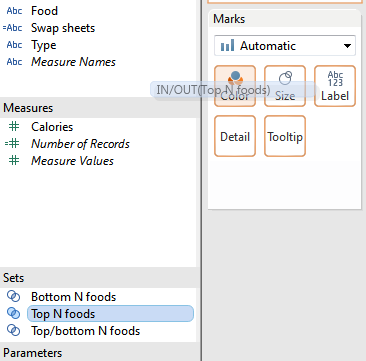 Abc Food
Abc Swap sheets
Abc Type
Abc Measure Names
Measures
Calories
Number of Records
Measure Values
Sets
Bottom N foods
Top N foods
Top/bottom N foods
Parameters
Marks
Automatic
IN/OUT(Top N foods)
Color
Size
Abc
123
Label
Detail
Tooltip